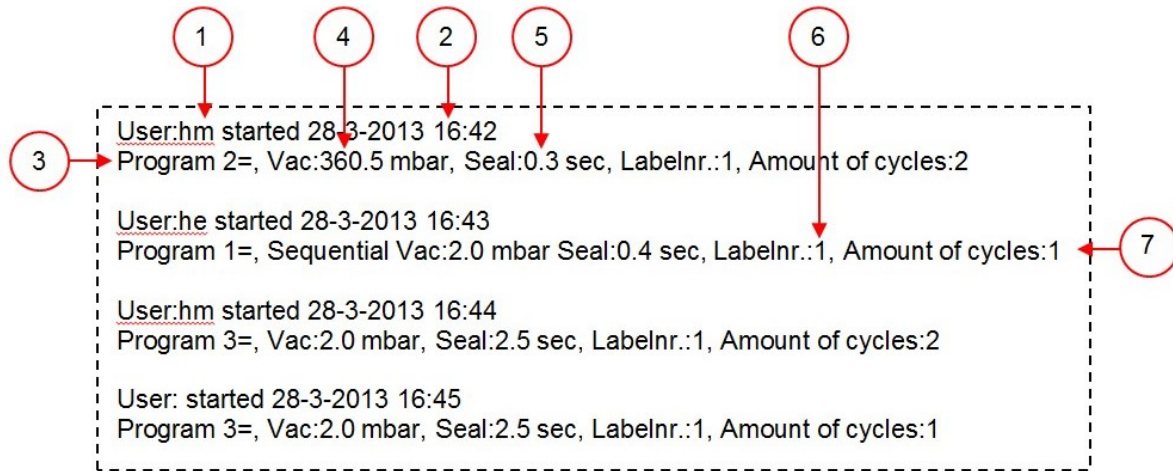 1 4 2 5 6
User:hm started 28-3-2013 16:42
3 Program 2=, Vac:360.5 mbar, Seal:0.3 sec, Labelnr.:1, Amount of cycles:2
User:he started 28-3-2013 16:43
Program 1=, Sequential Vac:2.0 mbar Seal:0.4 sec, Labelnr.:1, Amount of cycles:1 7
User:hm started 28-3-2013 16:44
Program 3=, Vac:2.0 mbar, Seal:2.5 sec, Labelnr.:1, Amount of cycles:2
User: started 28-3-2013 16:45
Program 3=, Vac:2.0 mbar, Seal:2.5 sec, Labelnr.:1, Amount of cycles:1